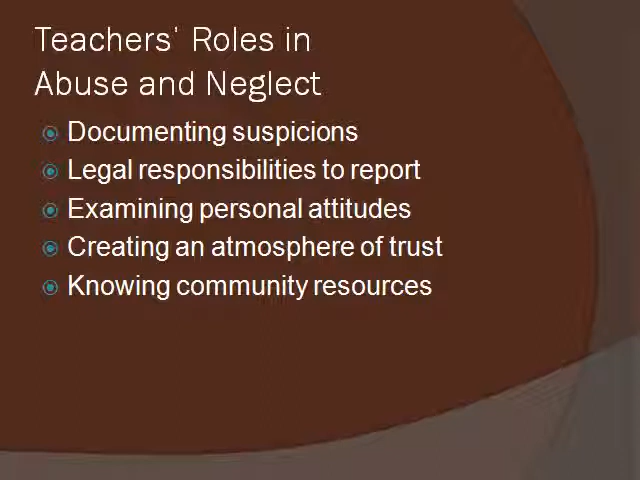 Teachers' Roles in
Abuse and Neglect
Documenting suspicions
Legal responsibilities to report
Examining personal attitudes
Creating an atmosphere of trust
Knowing community resources